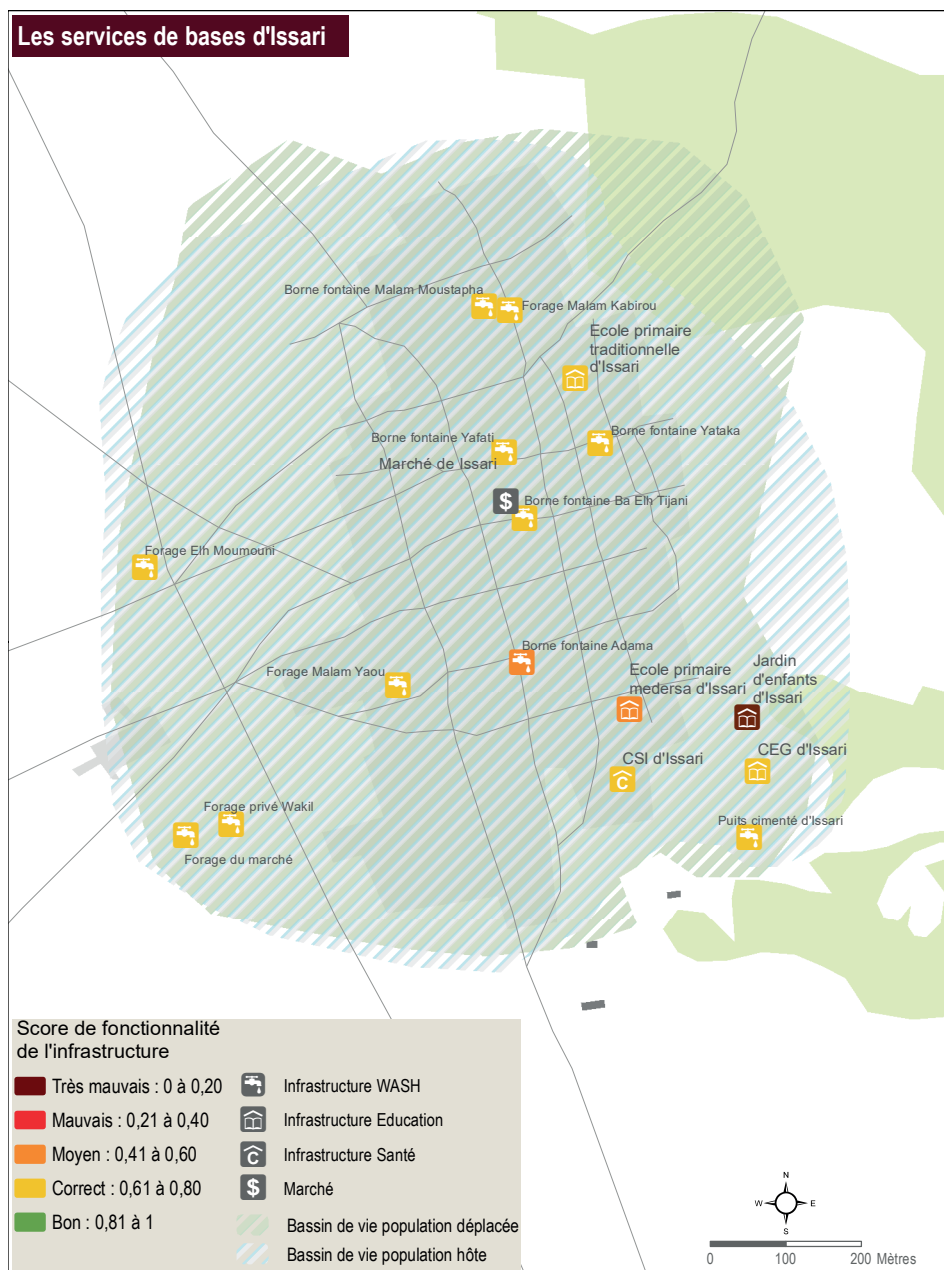 Les services de bases d'Issari
Borne fontaine Malam Moustapha
Forage Malam Kabirou
Ecole primaire
traditionnelle
d'Issari
Borne fontaine Yafati
Borne fontaine Yataka
Marché de Issari
$
Borne fontaine Ba Elh Tijani
Forage Elh Moumouni
Borne fontaine Adama
Forage Malam Yaou
Ecole primaire
medersa d'Issari
Jardin
d'enfants
d'Issari
CSI d'Issari
C
CEG d'Issari
Forage privé Wakil
Forage du marché
Puits cimenté d'Issari
Score de fonctionnalité
de l'infrastructure
Très mauvais : 0 à 0,20
Mauvais : 0,21 à 0,40
Moyen : 0,41 à 0,60
Correct : 0,61 à 0,80
Bon : 0,81 à 1
Infrastructure WASH
Infrastructure Education
C Infrastructure Santé
$ Marché
Bassin de vie population déplacée
Bassin de vie population hôte
N
W E
S
0 100 200 Mètres